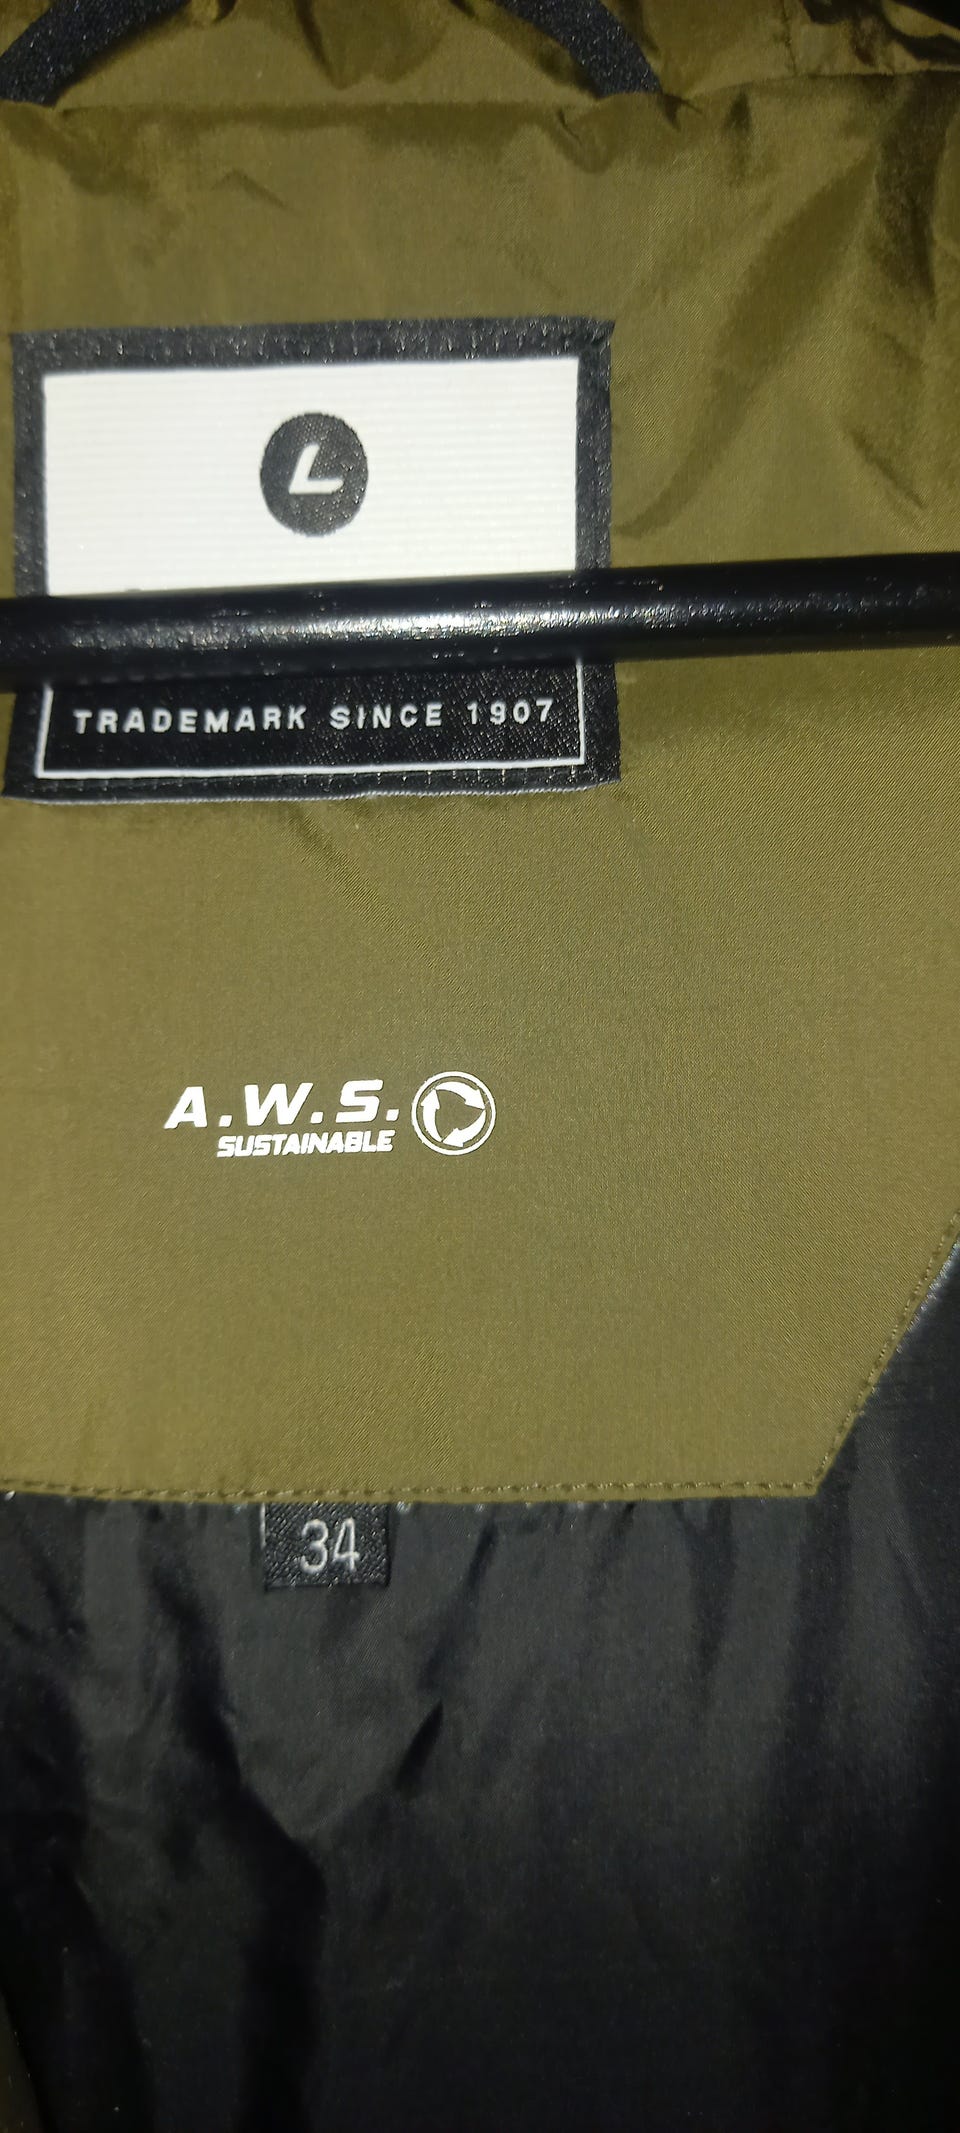 L
TRADEMARK SINCE 1907
A.W.S.
SUSTAINABLE
34